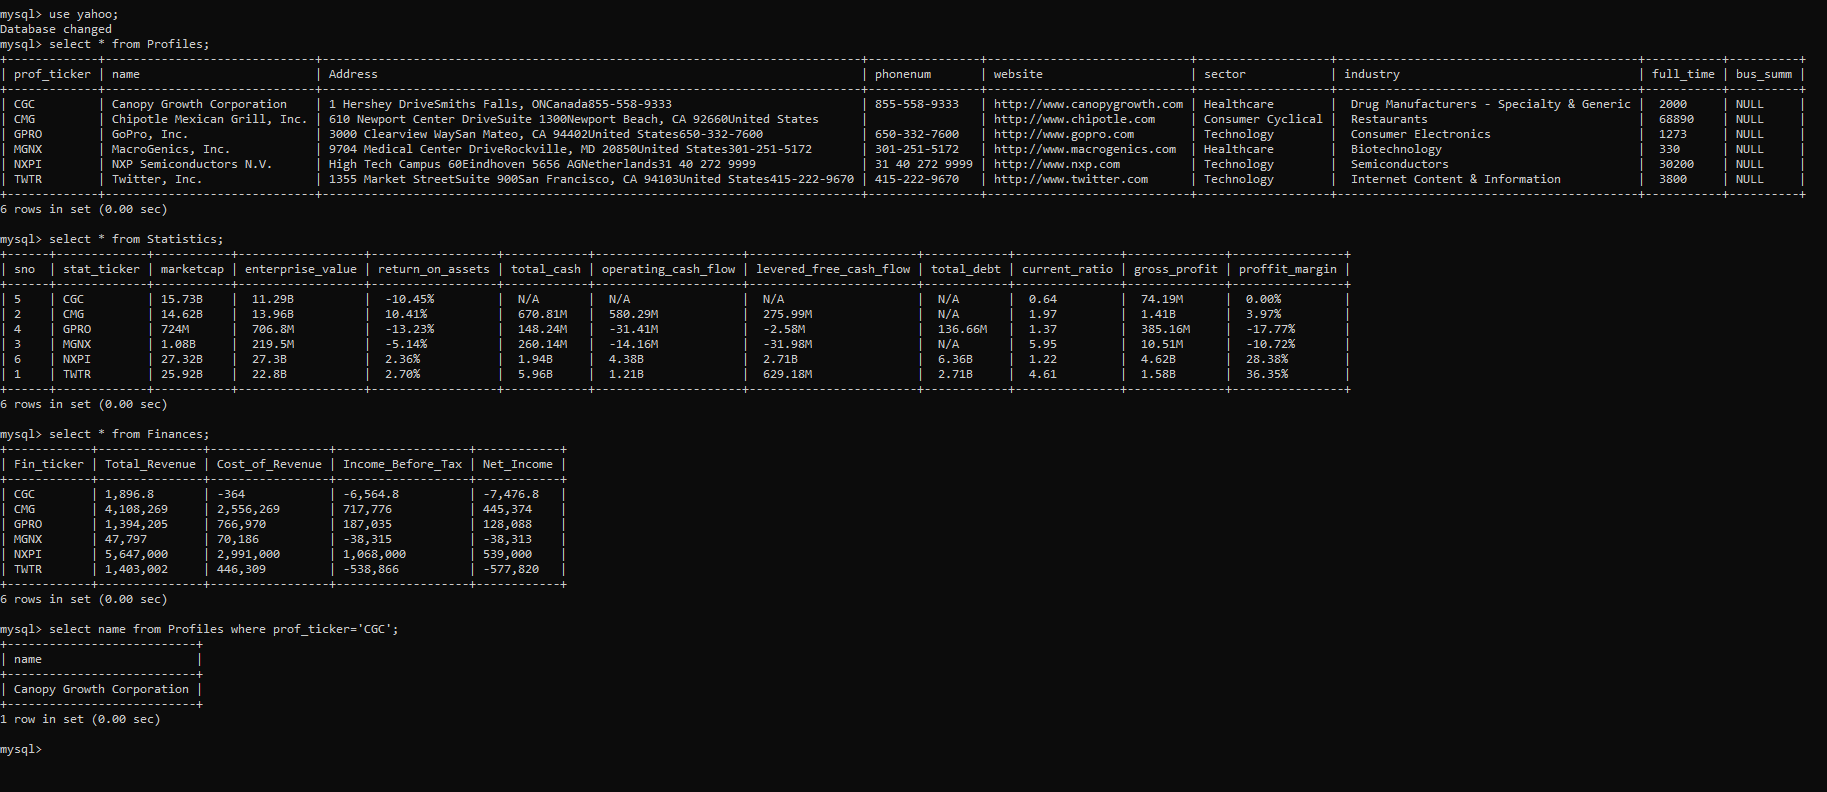 mysql> use yahoo;
Database changed
mysql> select * from Profiles;
+-------------+------------------------------+-----------------------------------------------------------------------------+----------------+-----------------------------+-------------------+-------------------------------------------+-----------+----------+
| prof_ticker | name | Address | phonenum | website | sector | industry | full_time | bus_summ |
+-------------+------------------------------+-----------------------------------------------------------------------------+----------------+-----------------------------+-------------------+-------------------------------------------+-----------+----------+
| CGC | Canopy Growth Corporation | 1 Hershey DriveSmiths Falls, ONCanada855-558-9333 | 855-558-9333 | http://www.canopygrowth.com | Healthcare | Drug Manufacturers - Specialty & Generic | 2000 | NULL |
| CMG | Chipotle Mexican Grill, Inc. | 610 Newport Center DriveSuite 1300Newport Beach, CA 92660United States | | http://www.chipotle.com | Consumer Cyclical | Restaurants | 68890 | NULL |
| GPRO | GoPro, Inc. | 3000 Clearview WaySan Mateo, CA 94402United States650-332-7600 | 650-332-7600 | http://www.gopro.com | Technology | Consumer Electronics | 1273 | NULL |
| MGNX | MacroGenics, Inc. | 9704 Medical Center DriveRockville, MD 20850United States301-251-5172 | 301-251-5172 | http://www.macrogenics.com | Healthcare | Biotechnology | 330 | NULL |
| NXPI | NXP Semiconductors N.V. | High Tech Campus 60Eindhoven 5656 AGNetherlands31 40 272 9999 | 31 40 272 9999 | http://www.nxp.com | Technology | Semiconductors | 30200 | NULL |
| TWTR | Twitter, Inc. | 1355 Market StreetSuite 900San Francisco, CA 94103United States415-222-9670 | 415-222-9670 | http://www.twitter.com | Technology | Internet Content & Information | 3800 | NULL |
+-------------+------------------------------+-----------------------------------------------------------------------------+----------------+-----------------------------+-------------------+-------------------------------------------+-----------+----------+
6 rows in set (0.00 sec)
mysql> select * from Statistics;
+------+-------------+-----------+------------------+------------------+------------+---------------------+------------------------+------------+---------------+--------------+----------------+
| sno | stat_ticker | marketcap | enterprise_value | return_on_assets | total_cash | operating_cash_flow | levered_free_cash_flow | total_debt | current_ratio | gross_profit | proffit_margin |
+------+-------------+-----------+------------------+------------------+------------+---------------------+------------------------+------------+---------------+--------------+----------------+
| 5 | CGC | 15.73B | 11.29B | -10.45% | N/A | N/A | N/A | N/A | 0.64 | 74.19M | 0.00% |
| 2 | CMG | 14.62B | 13.96B | 10.41% | 670.81M | 580.29M | 275.99M | N/A | 1.97 | 1.41B | 3.97% |
| 4 | GPRO | 724M | 706.8M | -13.23% | 148.24M | -31.41M | -2.58M | 136.66M | 1.37 | 385.16M | -17.77% |
| 3 | MGNX | 1.08B | 219.5M | -5.14% | 260.14M | -14.16M | -31.98M | N/A | 5.95 | 10.51M | -10.72% |
| 6 | NXPI | 27.32B | 27.3B | 2.36% | 1.94B | 4.38B | 2.71B | 6.36B | 1.22 | 4.62B | 28.38% |
| 1 | TWTR | 25.92B | 22.8B | 2.70% | 5.96B | 1.21B | 629.18M | 2.71B | 4.61 | 1.58B | 36.35% |
+------+-------------+-----------+------------------+------------------+------------+---------------------+------------------------+------------+---------------+--------------+----------------+
6 rows in set (0.00 sec)
mysql> select * from Finances;
+------------+---------------+-----------------+-------------------+------------+
| Fin_ticker | Total_Revenue | Cost_of_Revenue | Income_Before_Tax | Net_Income |
+------------+---------------+-----------------+-------------------+------------+
| CGC | 1,896.8 | -364 | -6,564.8 | -7,476.8 |
| CMG | 4,108,269 | 2,556,269 | 717,776 | 445,374 |
| GPRO | 1,394,205 | 766,970 | 187,035 | 128,088 |
| MGNX | 47,797 | 70,186 | -38,315 | -38,313 |
| NXPI | 5,647,000 | 2,991,000 | 1,068,000 | 539,000 |
| TWTR | 1,403,002 | 446,309 | -538,866 | -577,820 |
+------------+---------------+-----------------+-------------------+------------+
6 rows in set (0.00 sec)
mysql> select name from Profiles where prof_ticker='CGC';
+---------------------------+
| name |
+---------------------------+
| Canopy Growth Corporation |
+---------------------------+
1 row in set (0.00 sec)
mysql>